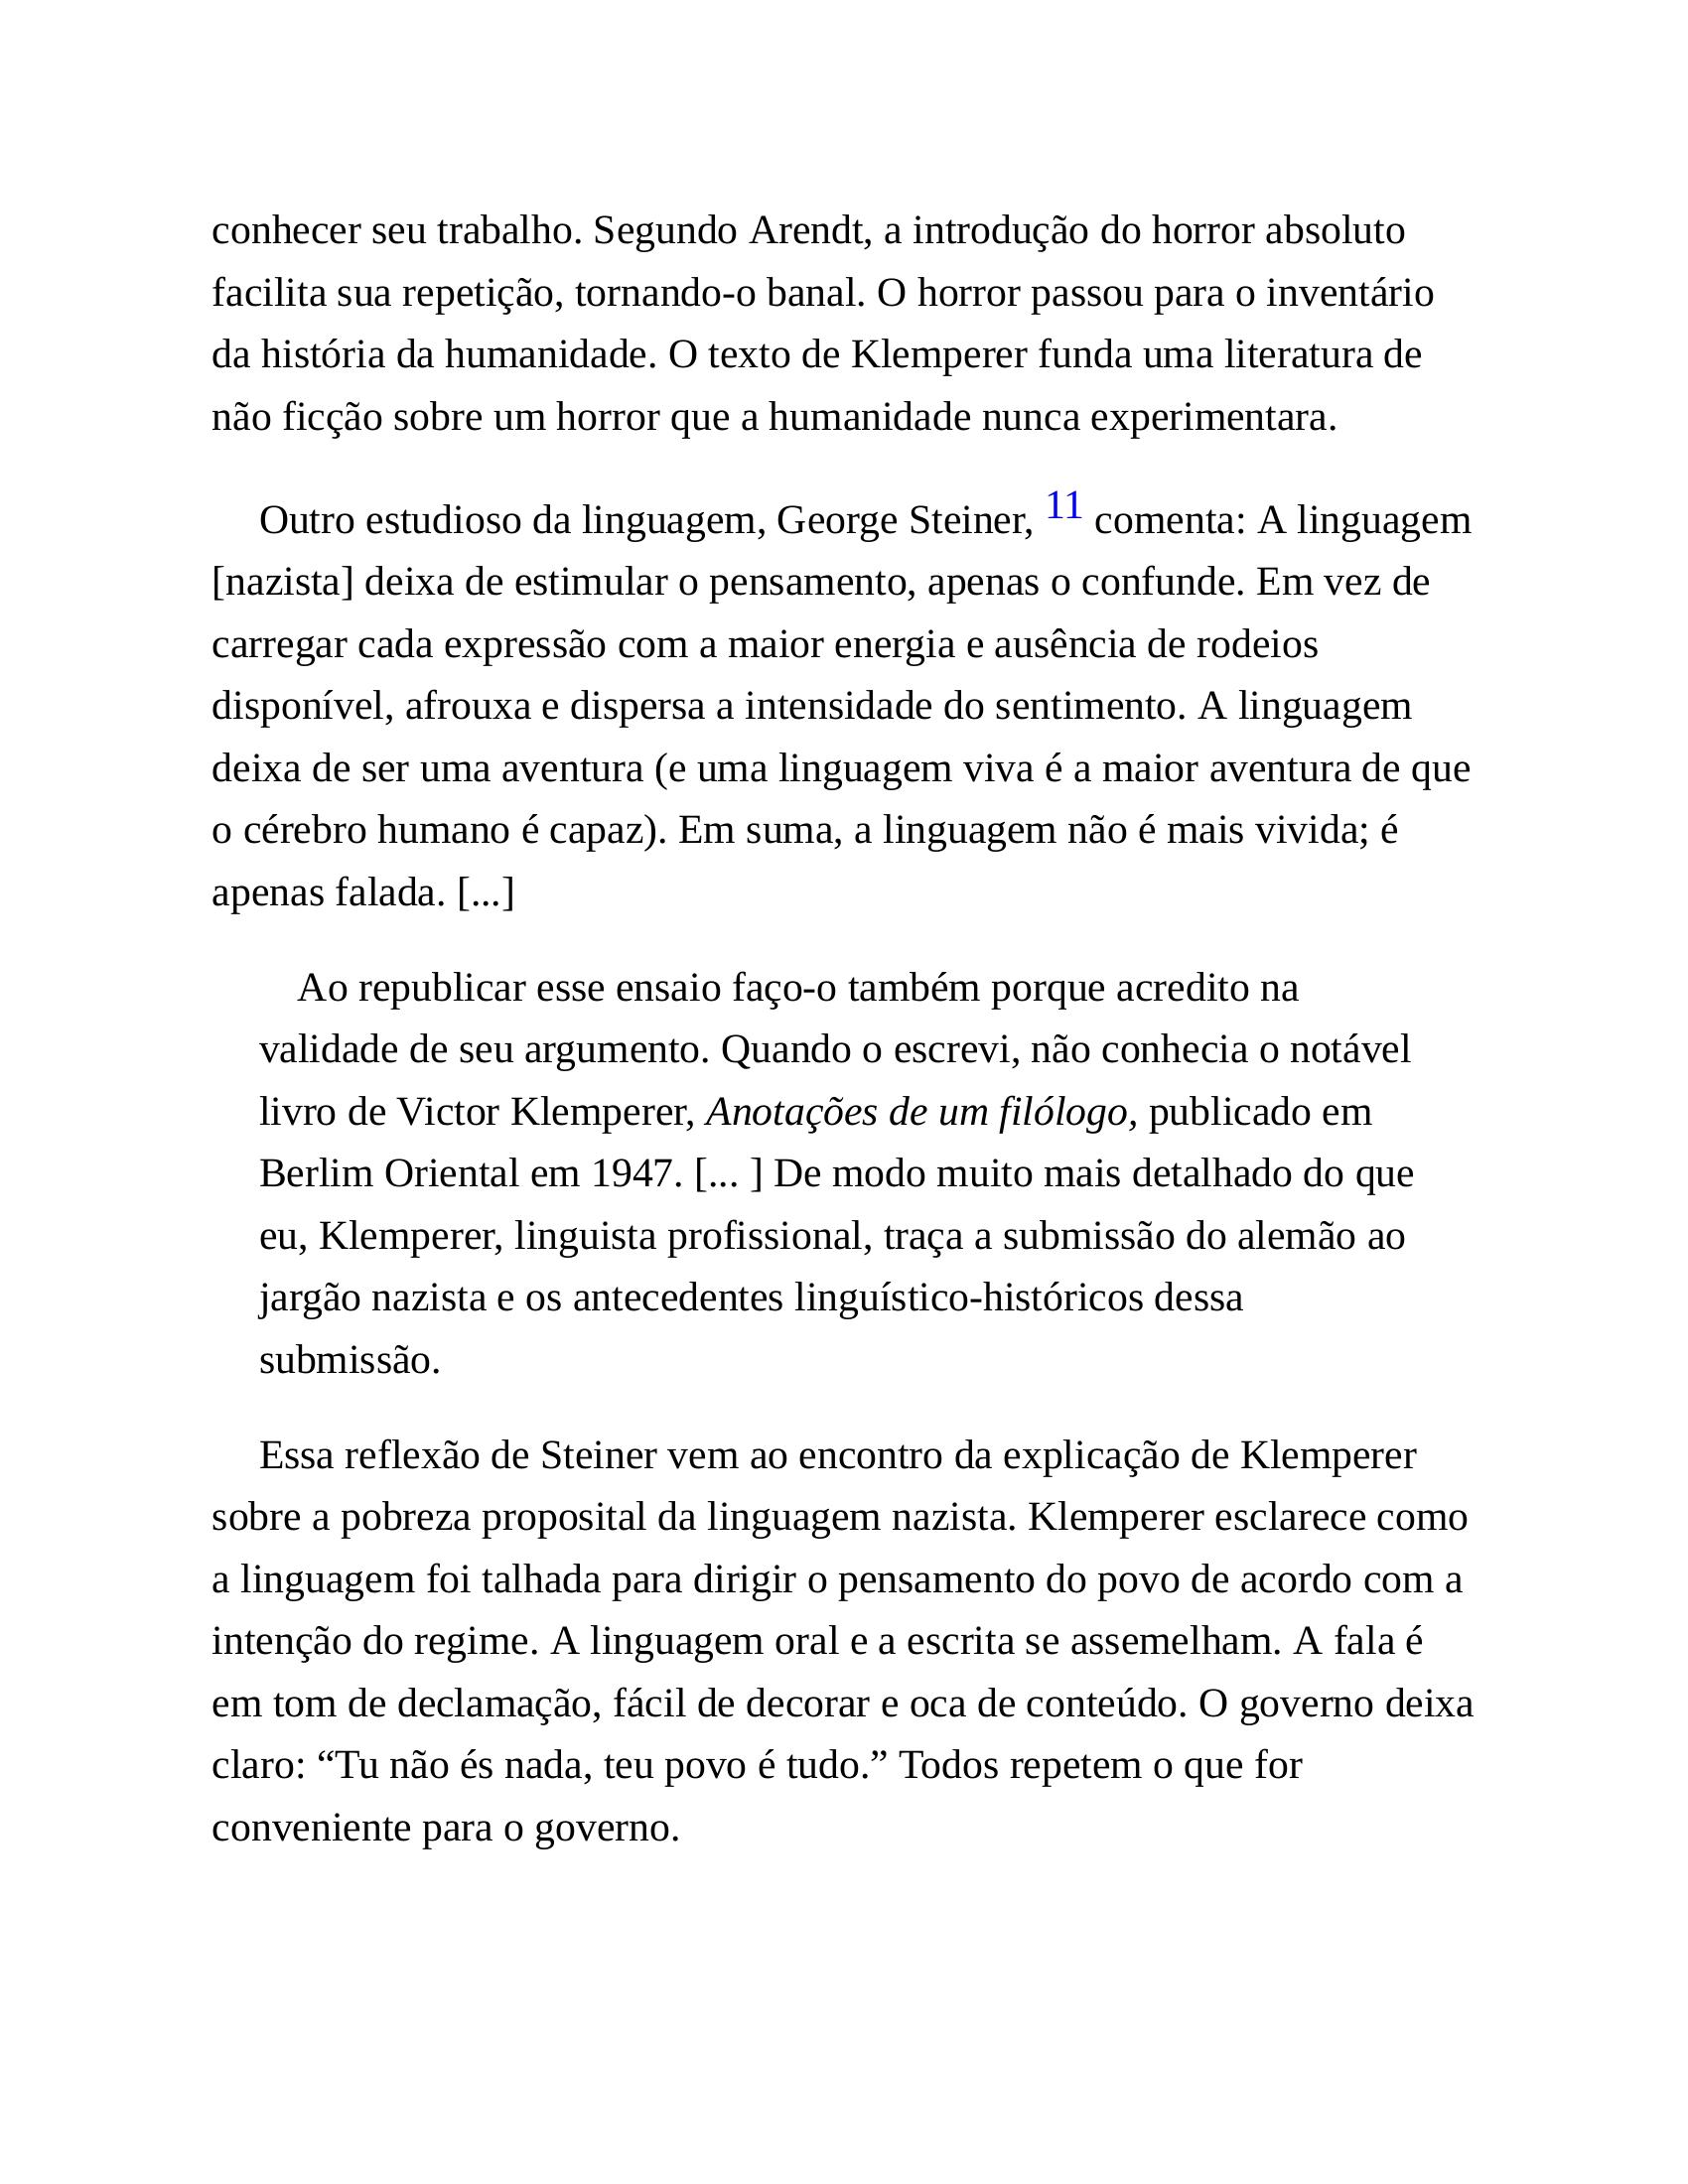 conhecer seu trabalho. Segundo Arendt, a introdução do horror absoluto
facilita sua repetição, tornando-o banal. O horror passou para o inventário
da história da humanidade. O texto de Klemperer funda uma literatura de
não ficção sobre um horror que a humanidade nunca experimentara.
Outro estudioso da linguagem, George Steiner, 11 comenta: A linguagem
[nazista] deixa de estimular o pensamento, apenas o confunde. Em vez de
carregar cada expressão com a maior energia e ausência de rodeios
disponível, afrouxa e dispersa a intensidade do sentimento. A linguagem
deixa de ser uma aventura (e uma linguagem viva é a maior aventura de que
o cérebro humano é capaz). Em suma, a linguagem não é mais vivida; é
apenas falada. [...]
Ao republicar esse ensaio faço-o também porque acredito na
validade de seu argumento. Quando o escrevi, não conhecia o notável
livro de Victor Klemperer, Anotações de um filólogo, publicado em
Berlim Oriental em 1947. [... ] De modo muito mais detalhado do que
eu, Klemperer, linguista profissional, traça a submissão do alemão ao
jargão nazista e os antecedentes linguístico-históricos dessa
submissão.
Essa reflexão de Steiner vem ao encontro da explicação de Klemperer
sobre a pobreza proposital da linguagem nazista. Klemperer esclarece como
a linguagem foi talhada para dirigir o pensamento do povo de acordo com a
intenção do regime. A linguagem oral e a escrita se assemelham. A fala é
em tom de declamação, fácil de decorar e oca de conteúdo. O governo deixa
claro: “Tu não és nada, teu povo é tudo.” Todos repetem o que for
conveniente para o governo.